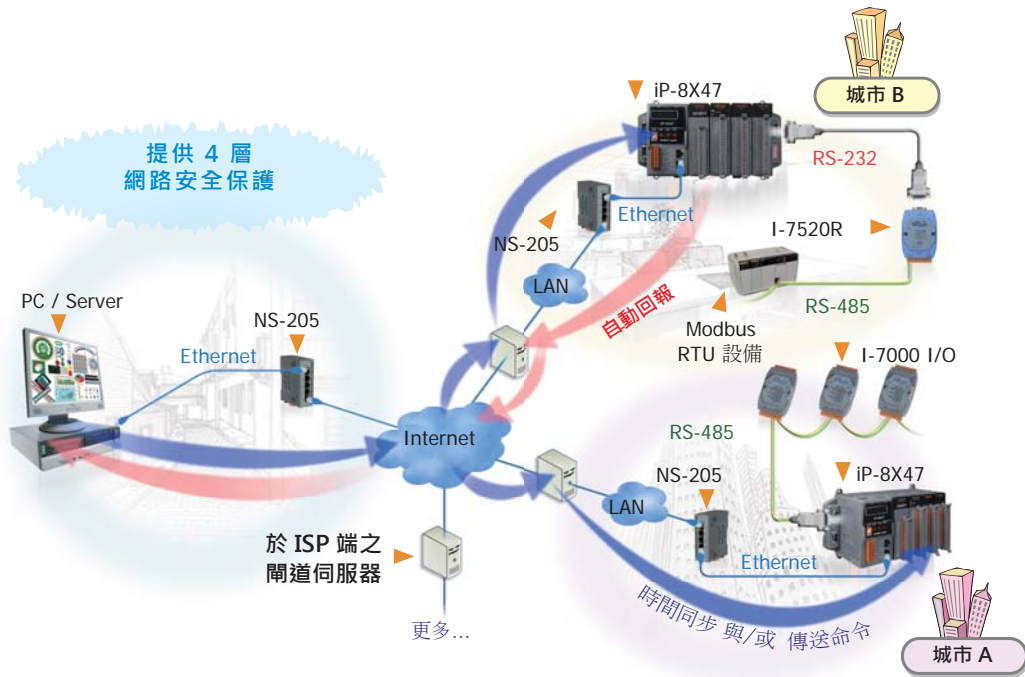 iP-8X47
城市 B
提供 4 層
網路安全保護
RS-232
Ethernet
NS-205
I-7520R
LAN
PC / Server
NS-205
自動回報
RS-485
Modbus
RTU 設備
Ethernet
I-7000 I/O
Internet
RS-485
NS-205
iP-8X47
LAN
於 ISP 端之
閘道伺服器
Ethernet
時間同步 與/或 傳送命令
更多...
城市 A